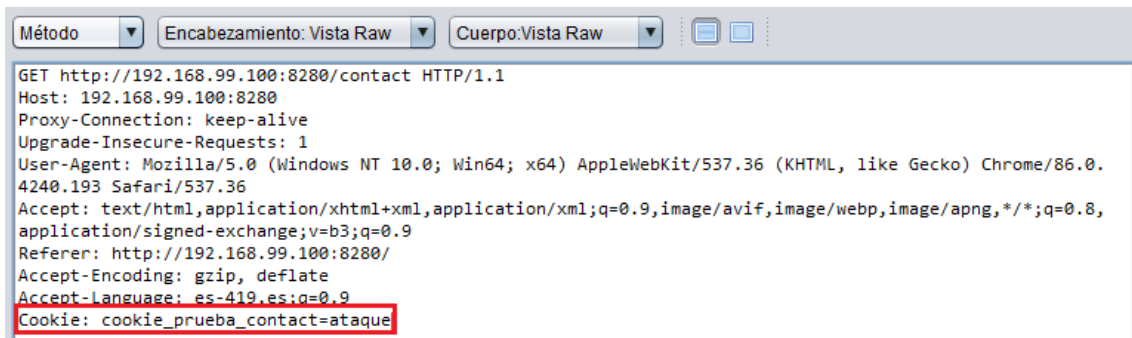 Método Encabezamiento: Vista Raw Cuerpo:Vista Raw
GET http://192.168.99.100:8280/contact HTTP/1.1
Host: 192.168.99.100:8280
Proxy-Connection: keep-alive
Upgrade-Insecure-Requests: 1
User-Agent: Mozilla/5.0 (Windows NT 10.0; Win64; x64) AppleWebKit/537.36 (KHTML, like Gecko) Chrome/86.0.
4240.193 Safari/537.36
Accept: text/html,application/xhtml+xml,application/xml;q=0.9,image/avif,image/webp,image/apng,*/*;q=0.8,
application/signed-exchange;v=b3;q=0.9
Referer: http://192.168.99.100:8280/
Accept-Encoding: gzip, deflate
Accept-Language: es-419,es;q=0.9
Cookie: cookie_prueba_contact=ataque